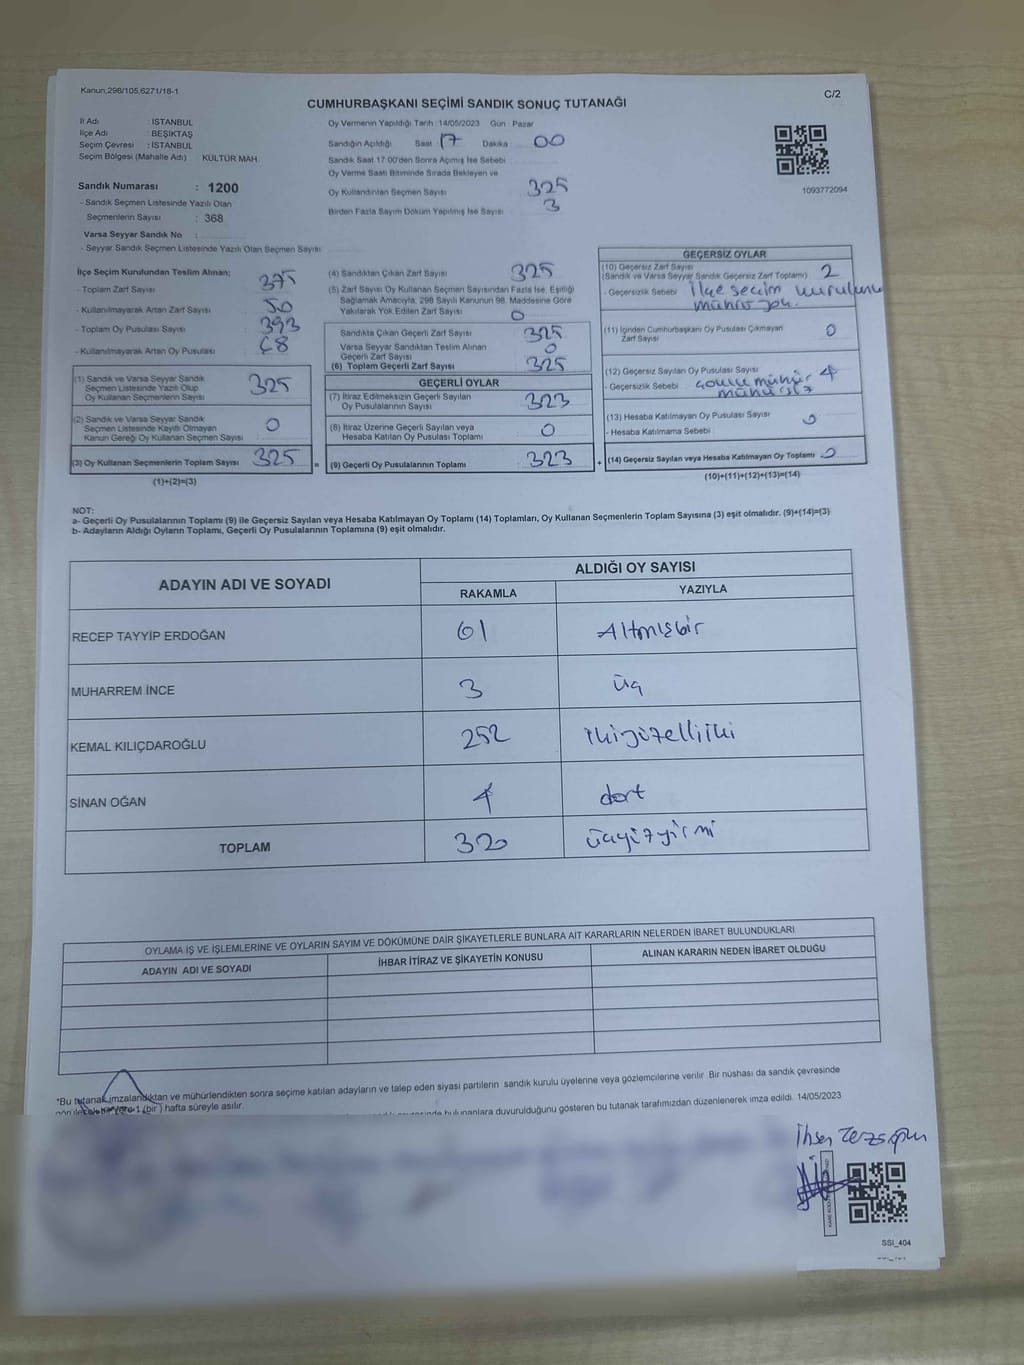 Kanun;298/105,6271/18-1
C/2
CUMHURBAŞKANI SEÇİMİ SANDIK SONUÇ TUTANAĞI
İl Adı : İSTANBUL
İlçe Adı : BEŞİKTAŞ
Seçim Çevresi : İSTANBUL
Seçim Bölgesi (Mahalle Adı) : KÜLTÜR MAH.
Sandık Numarası : 1200
- Sandık Seçmen Listesinde Yazılı Olan
Seçmenlerin Sayısı : 368
Varsa Seyyar Sandık No :
- Seyyar Sandık Seçmen Listesinde Yazılı Olan Seçmen Sayısı
Oy Vermenin Yapıldığı Tarih :14/05/2023 Gün : Pazar
Sandığın Açıldığı Saat : 17 Dakika 00
Sandık Saat 17:00'den Sonra Açımış İse Sebebi
Oy Verme Saati Bitiminde Sırada Bekleyen ve
Oy Kullandırılan Seçmen Sayısı 325
Birden Fazla Sayım Döküm Yapılmış İse Sayısı 3
1093772094
İlçe Seçim Kurulundan Teslim Alınan;
- Toplam Zarf Sayısı 375
- Kullanılmayarak Artan Zarf Sayısı 50
- Toplam Oy Pusulası Sayısı 393
- Kullanılmayarak Artan Oy Pusulası 68
(1) Sandık ve Varsa Seyyar Sandık
Seçmen Listesinde Yazılı Olup
Oy Kullanan Seçmenlerin Sayısı 325
(2) Sandık ve Varsa Seyyar Sandık
Seçmen Listesinde Kayıtlı Olmayan
Kanun Gereği Oy Kullanan Seçmen Sayısı 0
(3) Oy Kullanan Seçmenlerin Toplam Sayısı 325
(1)+(2)=(3)
(4) Sandıktan Çıkan Zarf Sayısı 325
(5) Zarf Sayısı Oy Kullanan Seçmen Sayısından Fazla İse, Eşitliği
Sağlamak Amacıyla, 298 Sayılı Kanunun 98. Maddesine Göre
Yakılarak Yok Edilen Zarf Sayısı 0
Sandıkta Çıkan Geçerli Zarf Sayısı 325
Varsa Seyyar Sandıktan Teslim Alınan
Geçerli Zarf Sayısı 0
(6) Toplam Geçerli Zarf Sayısı 325
GEÇERLİ OYLAR
(7) İtiraz Edilmeksizin Geçerli Sayılan
Oy Pusulalarının Sayısı 323
(8) İtiraz Üzerine Geçerli Sayılan veya
Hesaba Katılan Oy Pusulası Toplamı 0
= (9) Geçerli Oy Pusulalarının Toplamı 323
GEÇERSİZ OYLAR
(10) Geçersiz Zarf Sayısı
(Sandık ve Varsa Seyyar Sandık Geçersiz Zarf Toplamı) 2
- Geçersizlik Sebebi ilçe seçim kurulunu
mührü yok.
(11) İçinden Cumhurbaşkanı Oy Pusulası Çıkmayan
Zarf Sayısı 0
(12) Geçersiz Sayılan Oy Pusulası Sayısı 4
- Geçersizlik Sebebi mühür
mühürsüz
(13) Hesaba Katılmayan Oy Pusulası Sayısı 0
- Hesaba Katılmama Sebebi
+ (14) Geçersiz Sayılan veya Hesaba Katılmayan Oy Toplamı 0
(10)+(11)+(12)+(13)=(14)
NOT:
a- Geçerli Oy Pusulalarının Toplamı (9) ile Geçersiz Sayılan veya Hesaba Katılmayan Oy Toplamı (14) Toplamları, Oy Kullanan Seçmenlerin Toplam Sayısına (3) eşit olmalıdır. (9)+(14)=(3)
b- Adayların Aldığı Oyların Toplamı, Geçerli Oy Pusulalarının Toplamına (9) eşit olmalıdır.
ADAYIN ADI VE SOYADI
ALDIĞI OY SAYISI
RAKAMLA YAZIYLA
RECEP TAYYİP ERDOĞAN 61 Altmışbir
MUHARREM İNCE 3 üç
KEMAL KILIÇDAROĞLU 252 ikiyüzelliiki
SİNAN OĞAN 4 dört
TOPLAM 320 üçyüzyirmi
OYLAMA İŞ VE İŞLEMLERİNE VE OYLARIN SAYIM VE DÖKÜMÜNE DAİR ŞİKAYETLERLE BUNLARA AİT KARARLARIN NELERDEN İBARET BULUNDUKLARI
ADAYIN ADI VE SOYADI İHBAR İTİRAZ VE ŞİKAYETİN KONUSU ALINAN KARARIN NEDEN İBARET OLDUĞU
*Bu tutanak imzalandıktan ve mühürlendikten sonra seçime katılan adayların ve talep eden siyasi partilerin sandık kurulu üyelerine veya gözlemcilerine verilir. Bir nüshası da sandık çevresinde
1 (bir ) hafta süreyle asılır.
bulunanlara duyurulduğunu gösteren bu tutanak tarafımızdan düzenlenerek imza edildi. 14/05/2023
SSI_404